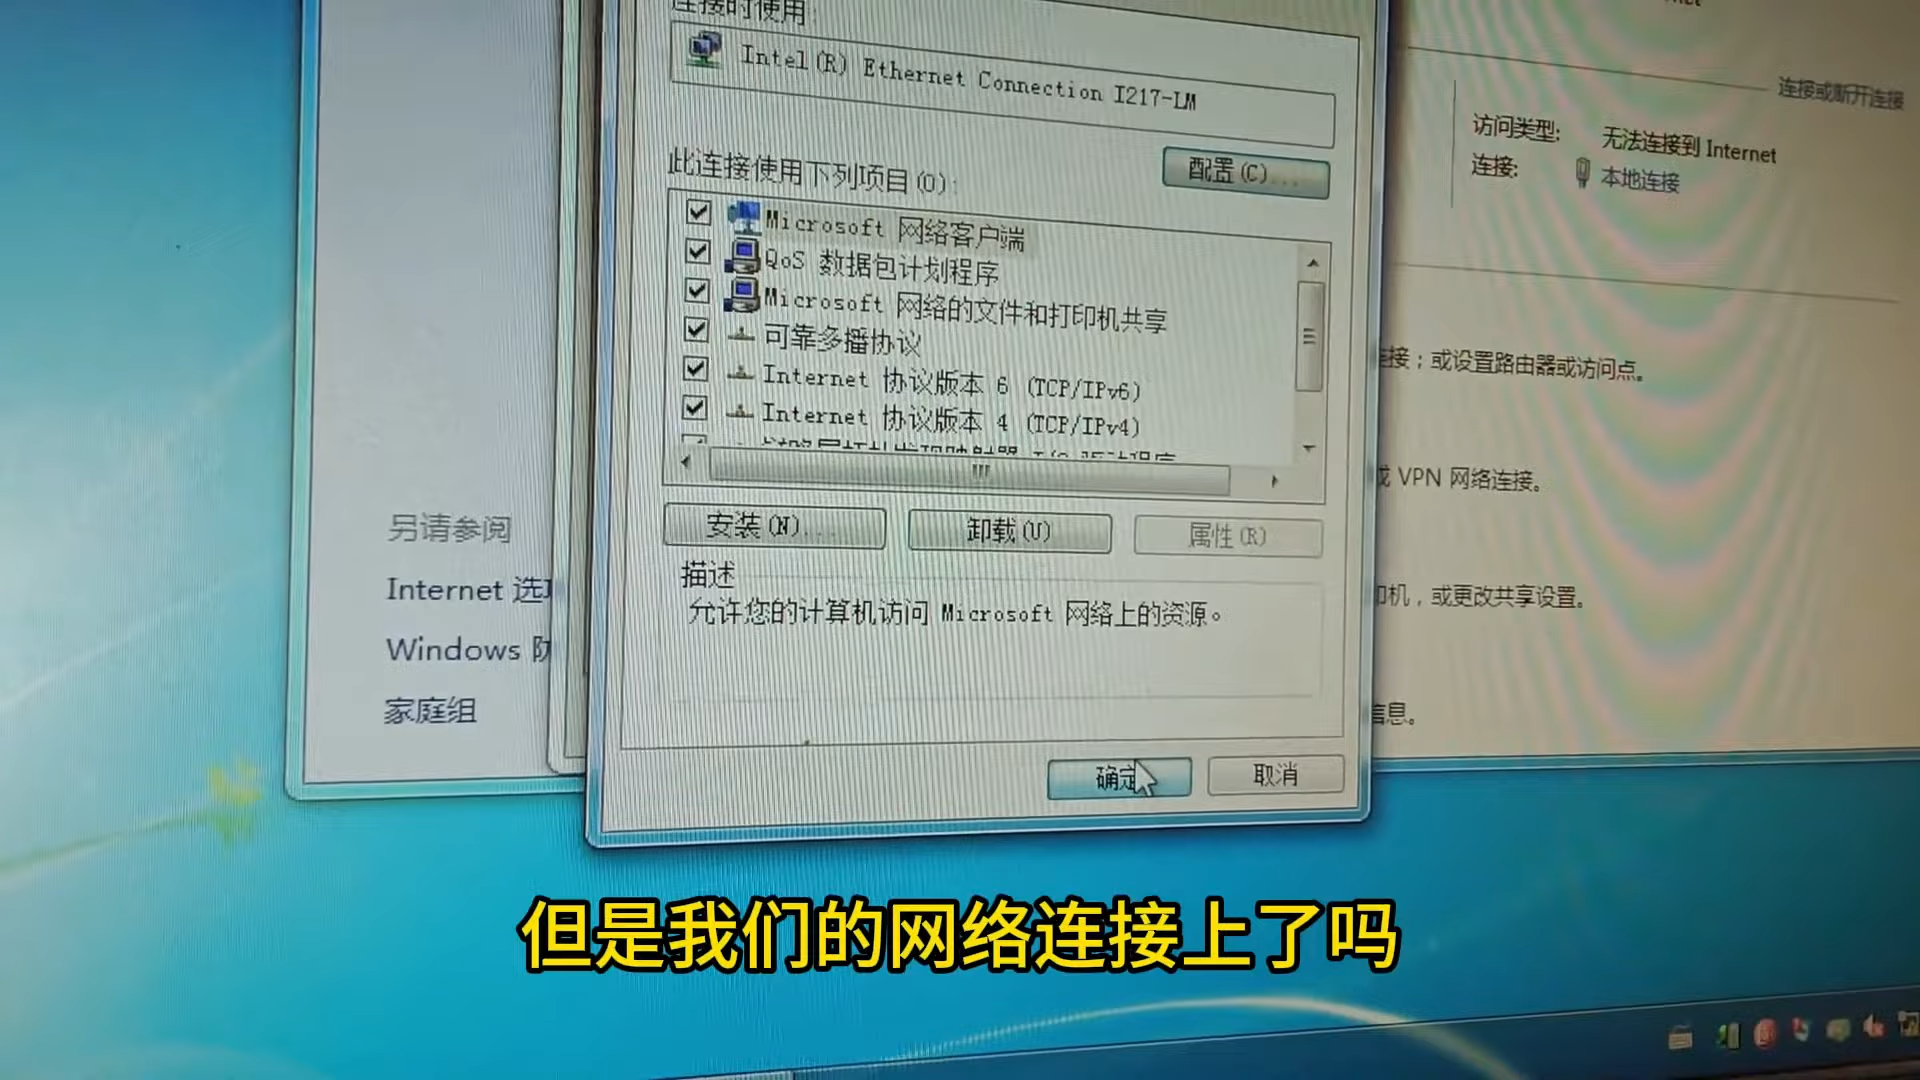 连接时使用:
Intel(R) Ethernet Connection I217-LM
配置(C)...
此连接使用下列项目(O):
Microsoft 网络客户端
QoS 数据包计划程序
Microsoft 网络的文件和打印机共享
可靠多播协议
Internet 协议版本 6 (TCP/IPv6)
Internet 协议版本 4 (TCP/IPv4)
安装(N)...
卸载(U)
属性(R)
描述
允许您的计算机访问 Microsoft 网络上的资源。
确定
取消
另请参阅
Internet 选项
Windows 防
家庭组
连接或断开连接
访问类型:
无法连接到 Internet
连接:
本地连接
连接；或设置路由器或访问点。
或 VPN 网络连接。
印机，或更改共享设置。
信息。
但是我们的网络连接上了吗